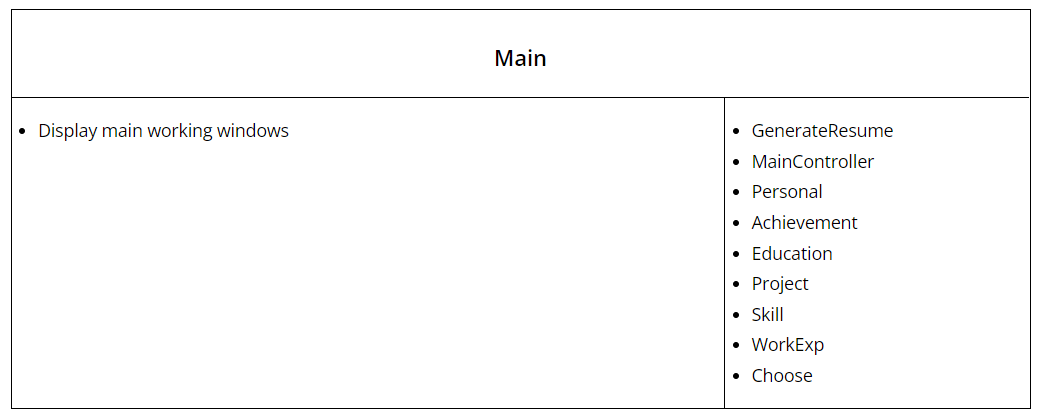 Main
• Display main working windows
• GenerateResume
• MainController
• Personal
• Achievement
• Education
• Project
• Skill
• WorkExp
• Choose